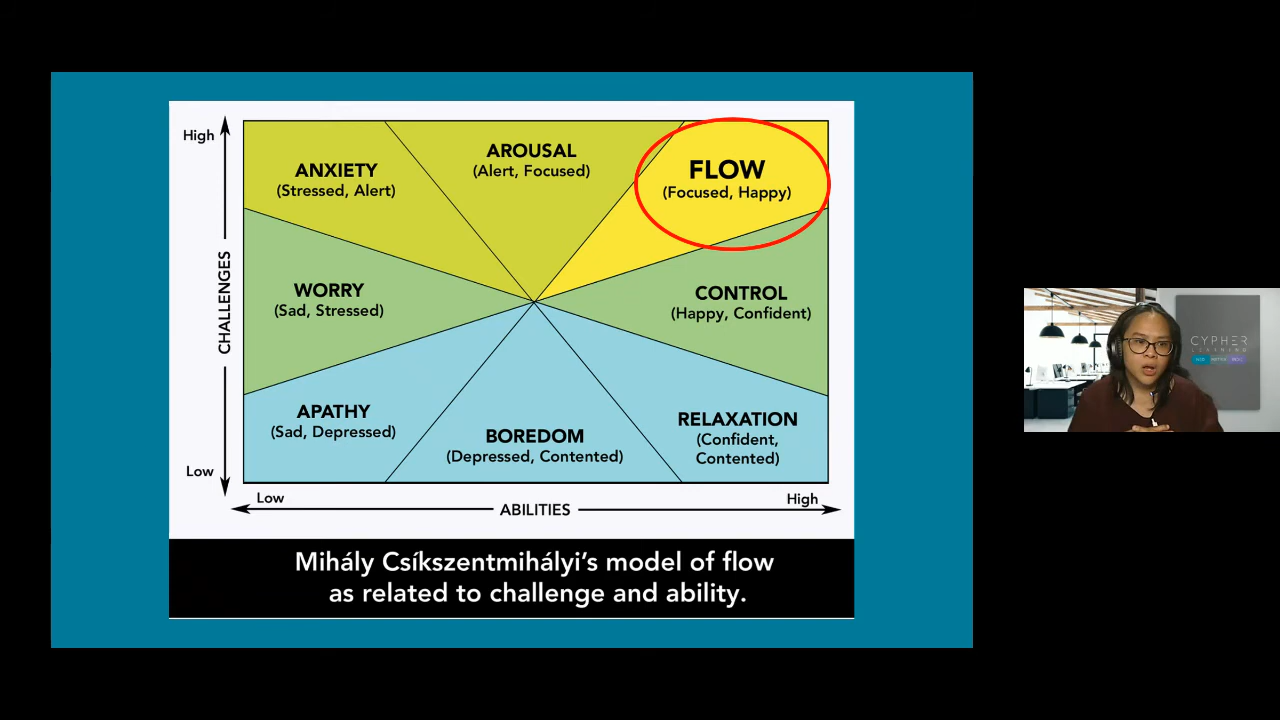 High
ANXIETY
(Stressed, Alert)
AROUSAL
(Alert, Focused)
FLOW
(Focused, Happy)
CHALLENGES
WORRY
(Sad, Stressed)
CONTROL
(Happy, Confident)
APATHY
(Sad, Depressed)
BOREDOM
(Depressed, Contented)
RELAXATION
(Confident,
Contented)
Low
Low
ABILITIES
High
Mihály Csíkszentmihályi’s model of flow
as related to challenge and ability.
CYPHER
LEARNING